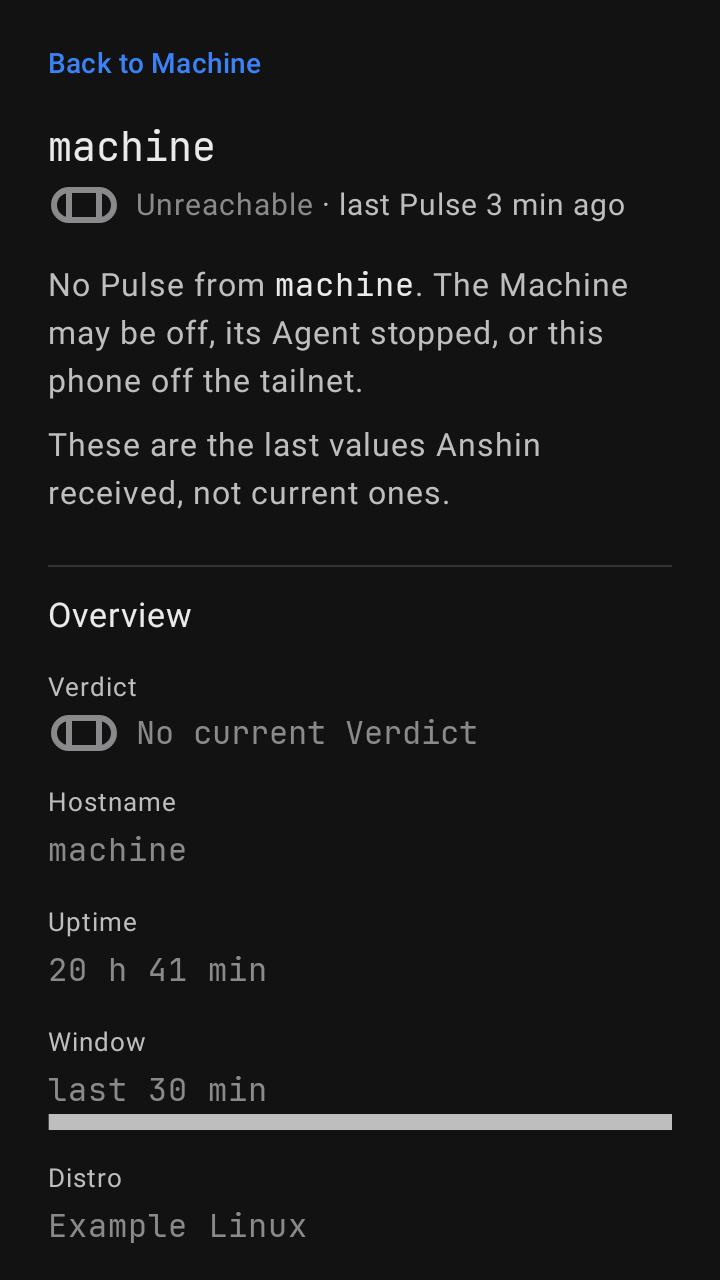 Back to Machine
machine
Unreachable · last Pulse 3 min ago
No Pulse from machine. The Machine
may be off, its Agent stopped, or this
phone off the tailnet.
These are the last values Anshin
received, not current ones.
Overview
Verdict
No current Verdict
Hostname
machine
Uptime
20 h 41 min
Window
last 30 min
Distro
Example Linux